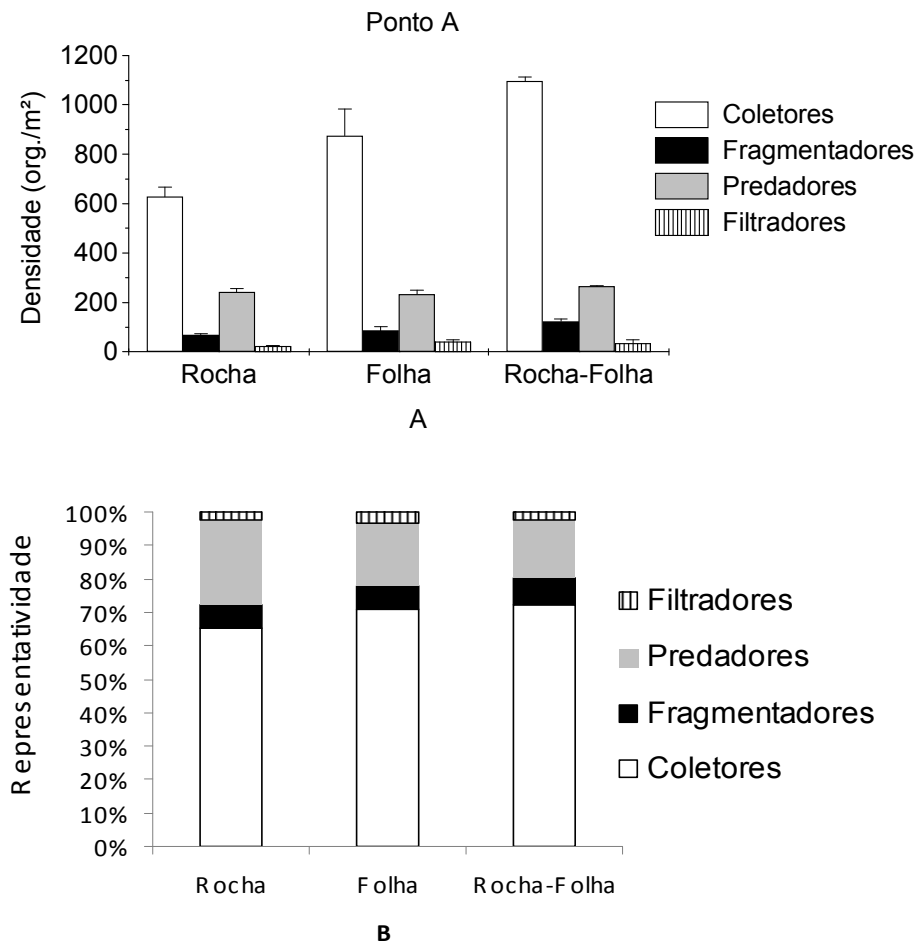 Ponto A
Densidade (org./m²)
1200
1000
800
600
400
200
0
Rocha
Folha
Rocha-Folha
Coletores
Fragmentadores
Predadores
Filtradores
A
Representatividade
100%
90%
80%
70%
60%
50%
40%
30%
20%
10%
0%
Rocha
Folha
Rocha-Folha
Filtradores
Predadores
Fragmentadores
Coletores
B